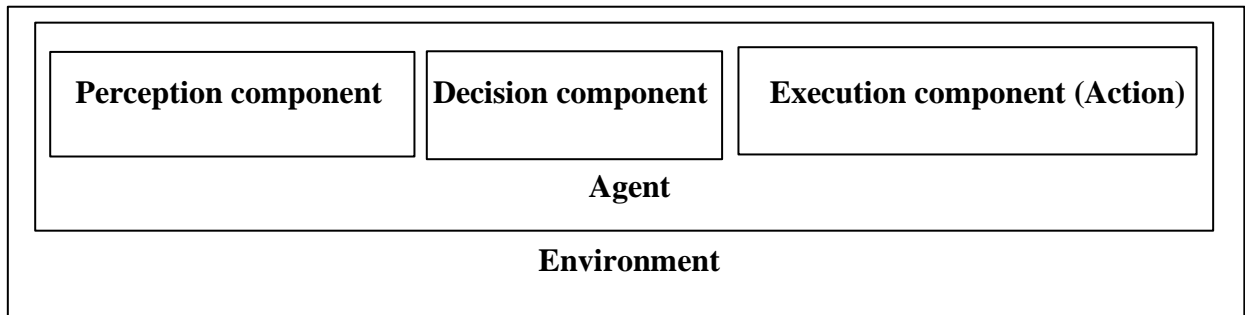 Perception component Decision component Execution component (Action)
Agent
Environment